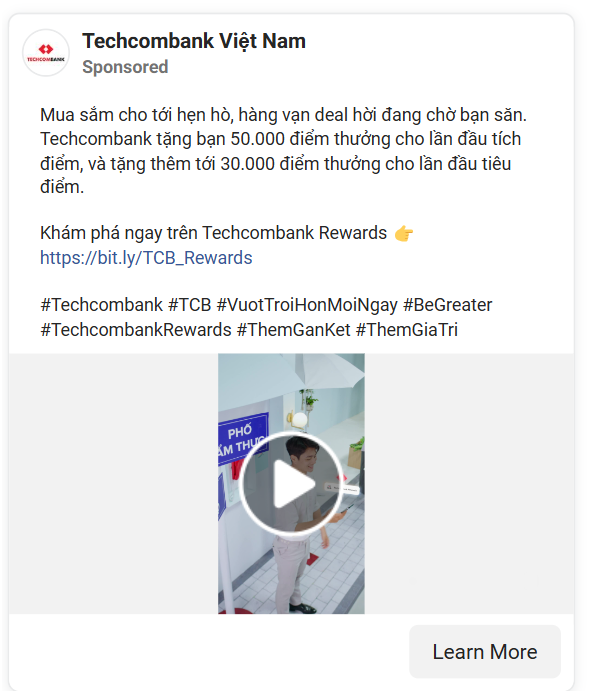 TECHCOMBANK
Techcombank Việt Nam
Sponsored
Mua sắm cho tới hẹn hò, hàng vạn deal hời đang chờ bạn săn.
Techcombank tặng bạn 50.000 điểm thưởng cho lần đầu tích
điểm, và tặng thêm tới 30.000 điểm thưởng cho lần đầu tiêu
điểm.
Khám phá ngay trên Techcombank Rewards 👉
https://bit.ly/TCB_Rewards
#Techcombank #TCB #VuotTroiHonMoiNgay #BeGreater
#TechcombankRewards #ThemGanKet #ThemGiaTri
PHỐ
ẨM THỰC
Learn More